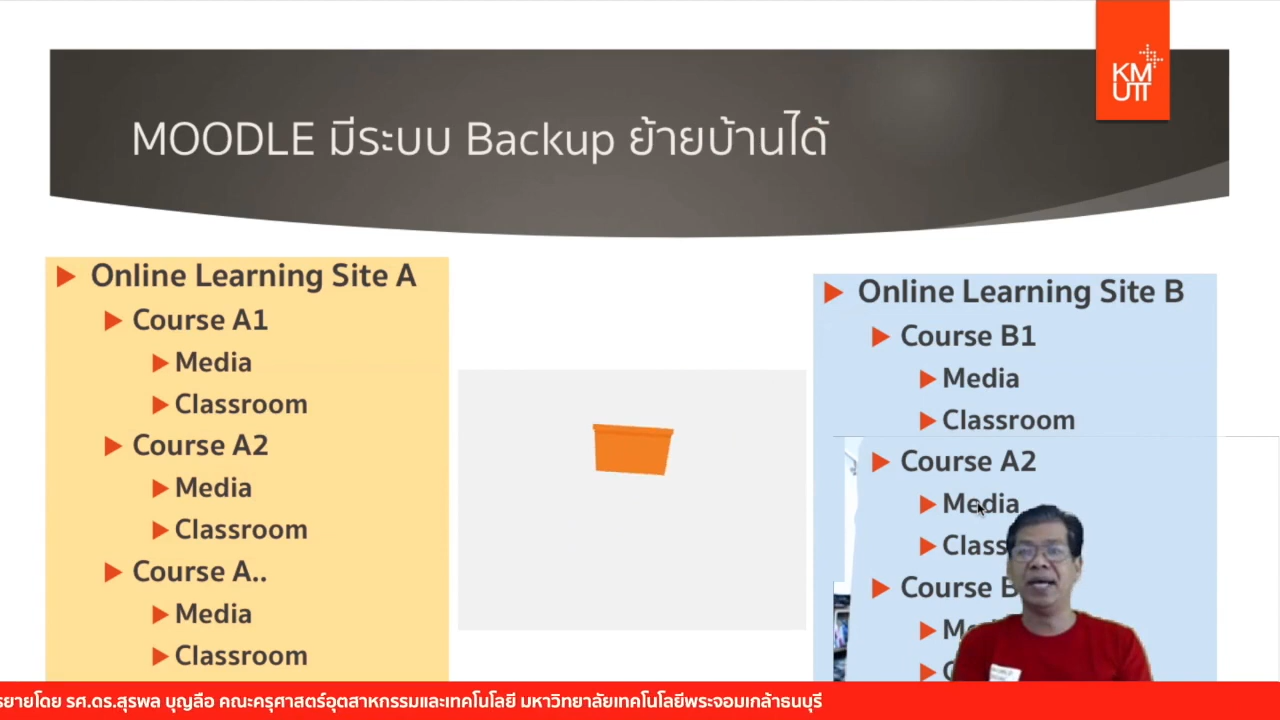 KM
UTT
MOODLE มีระบบ Backup ย้ายบ้านได้
Online Learning Site A
Course A1
Media
Classroom
Course A2
Media
Classroom
Course A..
Media
Classroom
Online Learning Site B
Course B1
Media
Classroom
Course A2
Media
Class
Course B
รยายโดย รศ.ดร.สุรพล บุญลือ คณะครุศาสตร์อุตสาหกรรมและเทคโนโลยี มหาวิทยาลัยเทคโนโลยีพระจอมเกล้าธนบุรี